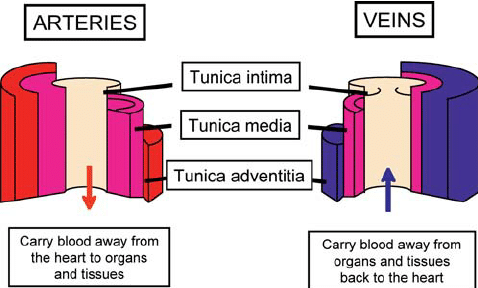 ARTERIES
VEINS
Tunica intima
Tunica media
Tunica adventitia
Carry blood away from
the heart to organs
and tissues
Carry blood away from
organs and tissues
back to the heart